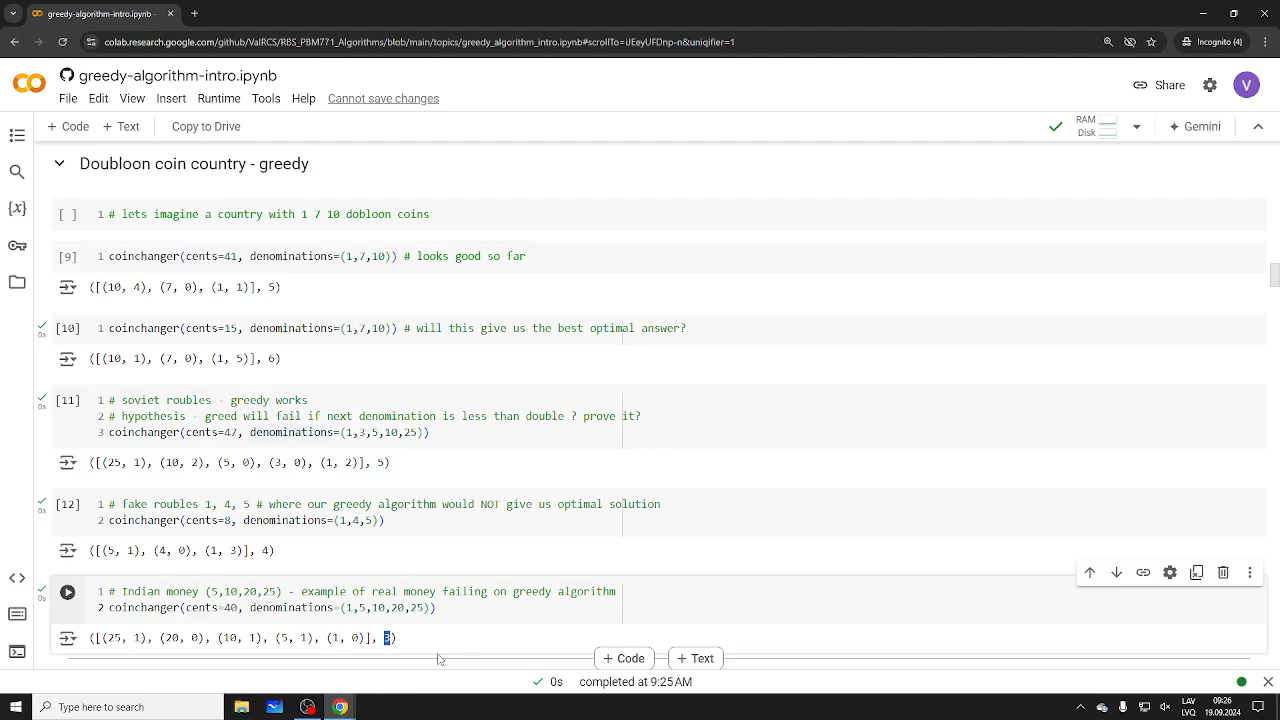 greedy-algorithm-intro.ipynb -
colab.research.google.com/github/ValRCS/RBS_PBM771_Algorithms/blob/main/topics/greedy_algorithm_intro.ipynb#scrollTo=IJEeyUFDnp-n&uniqifier=1
Incognito (4)
greedy-algorithm-intro.ipynb
Share
V
File Edit View Insert Runtime Tools Help Cannot save changes
+ Code + Text Copy to Drive
RAM
Disk
Gemini
Doubloon coin country - greedy
[ ] 1 # lets imagine a country with 1 7 10 dobloon coins
[9] 1 coinchanger(cents=41, denominations=(1,7,10)) # looks good so far
([(10, 4), (7, 0), (1, 1)], 5)
0s [10] 1 coinchanger(cents=15, denominations=(1,7,10)) # will this give us the best optimal answer?
([(10, 1), (7, 0), (1, 5)], 6)
0s [11] 1 # soviet roubles - greedy works
2 # hypothesis - greed will fail if next denomination is less than double ? prove it?
3 coinchanger(cents=47, denominations=(1,3,5,10,25))
([(25, 1), (10, 2), (5, 0), (3, 0), (1, 2)], 5)
0s [12] 1 # fake roubles 1, 4, 5 # where our greedy algorithm would NOT give us optimal solution
2 coinchanger(cents=8, denominations=(1,4,5))
([(5, 1), (4, 0), (1, 3)], 4)
0s 1 # Indian money (5,10,20,25) - example of real money failing on greedy algorithm
2 coinchanger(cents=40, denominations=(1,5,10,20,25))
([(25, 1), (20, 0), (10, 1), (5, 1), (1, 0)], 3)
+ Code + Text
0s completed at 9:25 AM
Type here to search
LAV
LVQ
09:26
19.09.2024